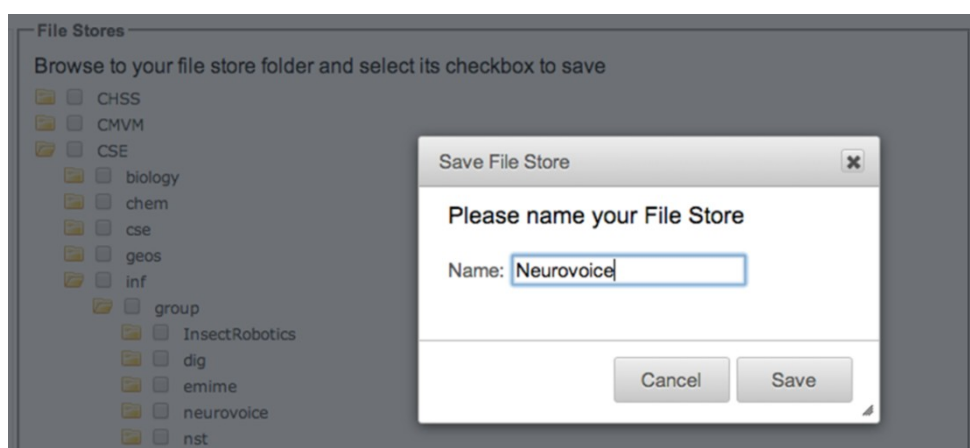 File Stores
Browse to your file store folder and select its checkbox to save
CHSS
CMVM
CSE
biology
chem
cse
geos
inf
group
InsectRobotics
dig
emime
neurovoice
nst
Save File Store
Please name your File Store
Name: Neurovoice
Cancel Save